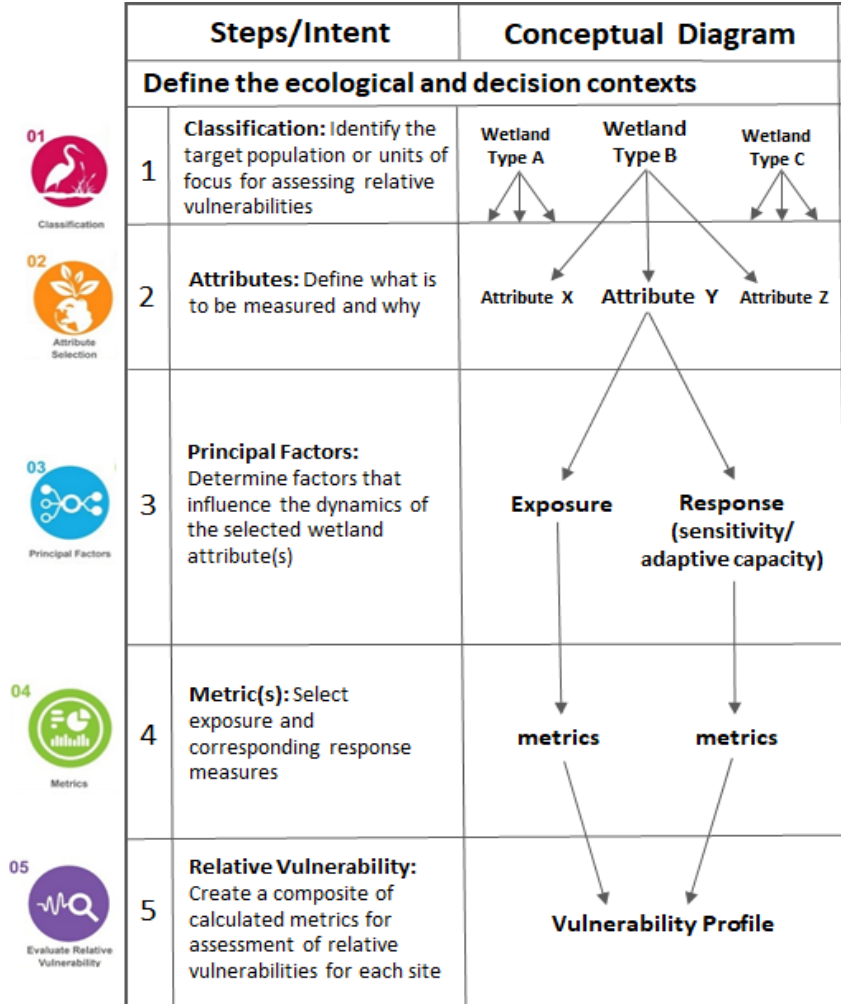 Steps/Intent
Conceptual Diagram
Define the ecological and decision contexts
01
Classification
1
Classification: Identify the
target population or units of
focus for assessing relative
vulnerabilities
Wetland
Type A
Wetland
Type B
Wetland
Type C
02
Attribute
Selection
2
Attributes: Define what is
to be measured and why
Attribute X
Attribute Y
Attribute Z
03
Principal Factors
3
Principal Factors:
Determine factors that
influence the dynamics of
the selected wetland
attribute(s)
Exposure
Response
(sensitivity/
adaptive capacity)
04
Metrics
4
Metric(s): Select
exposure and
corresponding response
measures
metrics
metrics
05
Evaluate Relative
Vulnerability
5
Relative Vulnerability:
Create a composite of
calculated metrics for
assessment of relative
vulnerabilities for each site
Vulnerability Profile